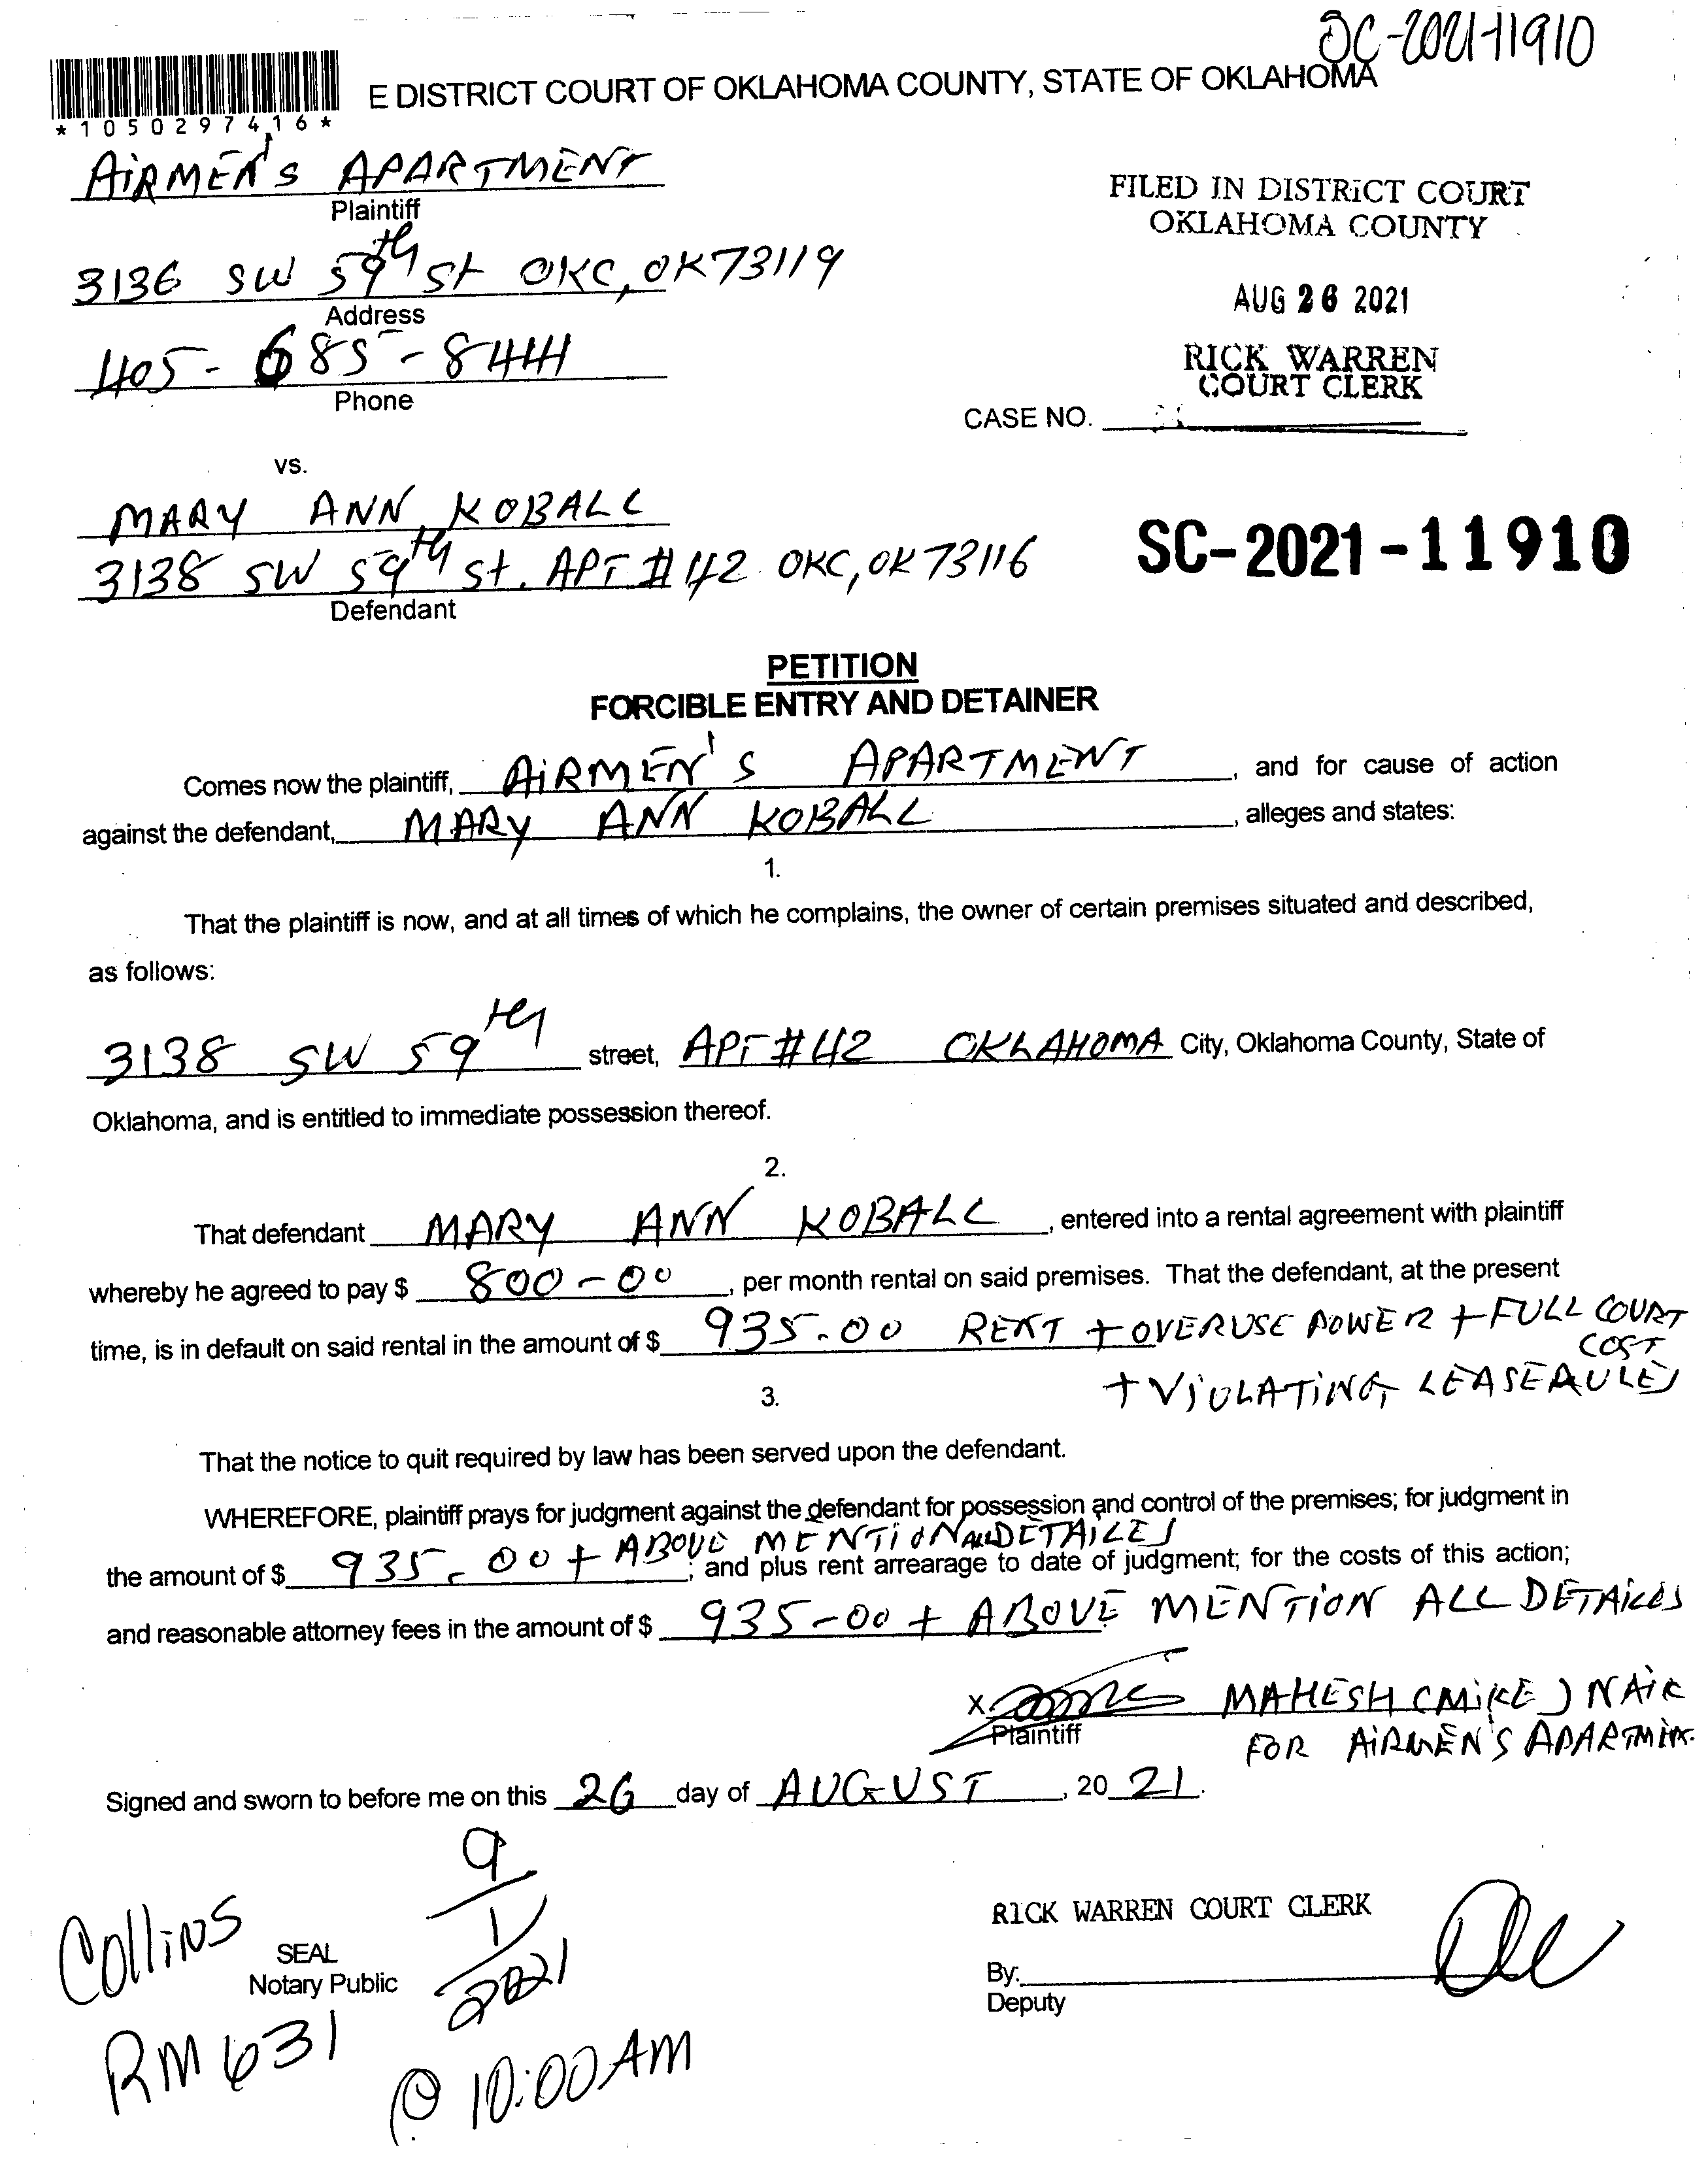 SC-2021-11910
E DISTRICT COURT OF OKLAHOMA COUNTY, STATE OF OKLAHOMA
*1050297416*
AIRMEN'S APARTMENT
Plaintiff
FILED IN DISTRICT COURT
OKLAHOMA COUNTY
3136 SW 59th St OKC, OK 73119
Address
AUG 26 2021
405-685-8441
Phone
RICK WARREN
COURT CLERK
CASE NO.
vs.
MARY ANN KOBALL
3138 SW 59th St. APT #42 OKC, OK 73116
Defendant
SC-2021-11910
PETITION
FORCIBLE ENTRY AND DETAINER
Comes now the plaintiff, AIRMEN'S APARTMENT, and for cause of action
against the defendant, MARY ANN KOBALL, alleges and states:
1.
That the plaintiff is now, and at all times of which he complains, the owner of certain premises situated and described,
as follows:
3138 SW 59th street, APT #42 OKLAHOMA City, Oklahoma County, State of
Oklahoma, and is entitled to immediate possession thereof.
2.
That defendant MARY ANN KOBALL, entered into a rental agreement with plaintiff
whereby he agreed to pay $ 800-00, per month rental on said premises. That the defendant, at the present
time, is in default on said rental in the amount of $ 935.00 RENT + OVERUSE POWER + FULL COURT
COST
+ VIOLATING LEASE RULES
3.
That the notice to quit required by law has been served upon the defendant.
WHEREFORE, plaintiff prays for judgment against the defendant for possession and control of the premises; for judgment in
the amount of $ 935.00 + ABOVE MENTION ALL DETAILES; and plus rent arrearage to date of judgment; for the costs of this action;
and reasonable attorney fees in the amount of $ 935-00 + ABOVE MENTION ALL DETAILES
X MAHESH (MIKE) NAIR
Plaintiff
FOR AIRMEN'S APARTMENT.
Signed and sworn to before me on this 26 day of AUGUST, 20 21.
9/1/2021
Collins
SEAL
Notary Public
RICK WARREN COURT CLERK
By:
Deputy
RM 631
@ 10:00 AM